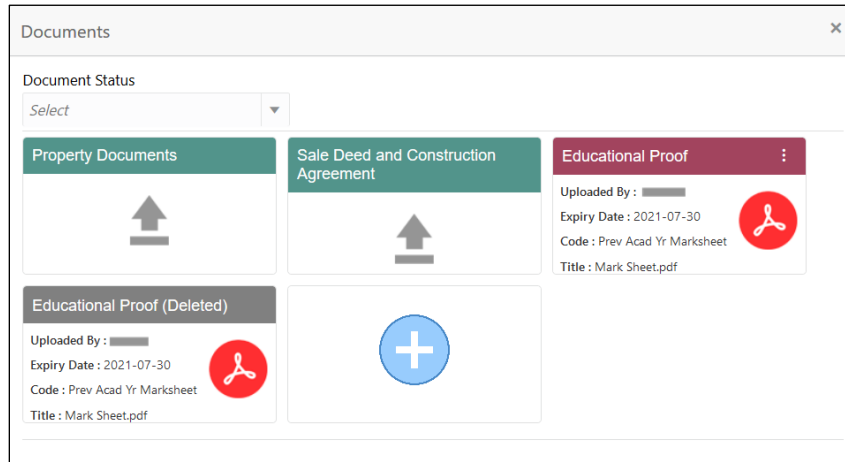 Documents
Document Status
Select
Property Documents
Sale Deed and Construction
Agreement
Educational Proof
Uploaded By :
Expiry Date : 2021-07-30
Code : Prev Acad Yr Marksheet
Title : Mark Sheet.pdf
Educational Proof (Deleted)
Uploaded By :
Expiry Date : 2021-07-30
Code : Prev Acad Yr Marksheet
Title : Mark Sheet.pdf